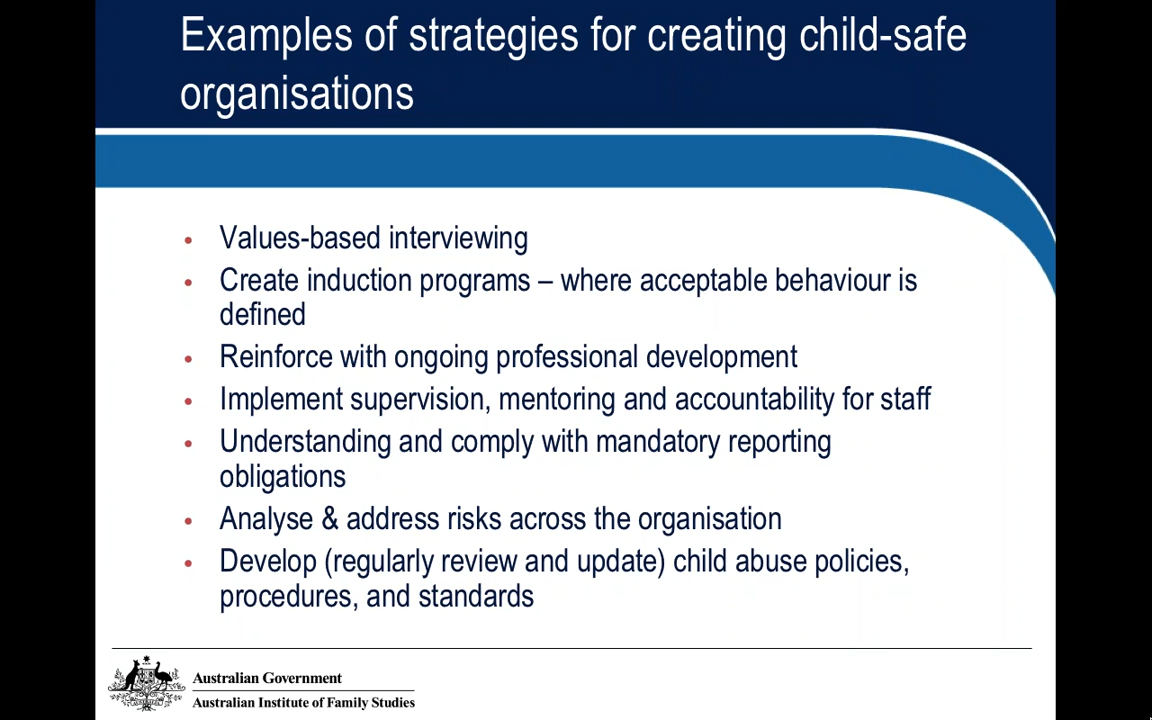 Examples of strategies for creating child-safe
organisations
• Values-based interviewing
• Create induction programs – where acceptable behaviour is
defined
• Reinforce with ongoing professional development
• Implement supervision, mentoring and accountability for staff
• Understanding and comply with mandatory reporting
obligations
• Analyse & address risks across the organisation
• Develop (regularly review and update) child abuse policies,
procedures, and standards
Australian Government
Australian Institute of Family Studies